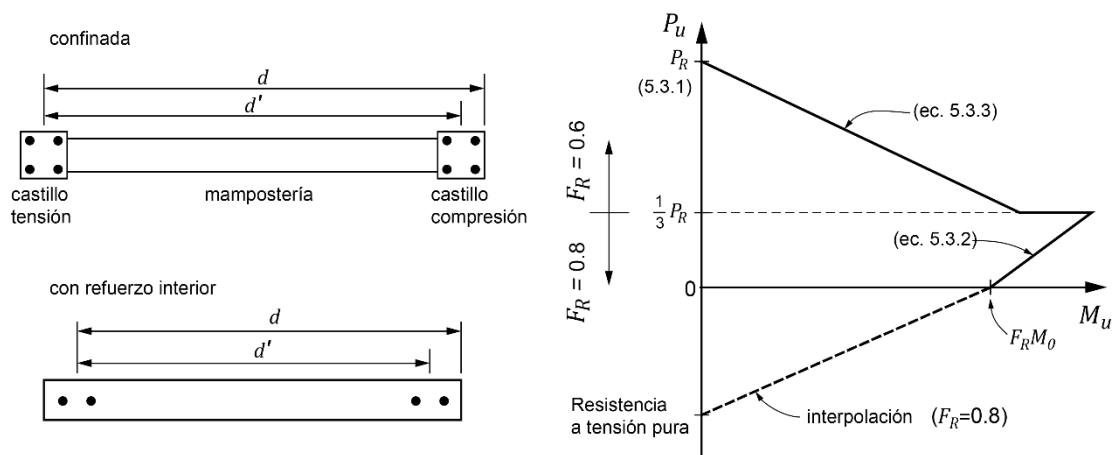 confinada
d
d'
castillo
tensión
mampostería
castillo
compresión
con refuerzo interior
d
d'
P_u
P_R
(5.3.1)
(ec. 5.3.3)
F_R = 0.6
1/3 P_R
(ec. 5.3.2)
F_R = 0.8
0
M_u
F_R M_0
Resistencia
a tensión pura
interpolación (F_R=0.8)